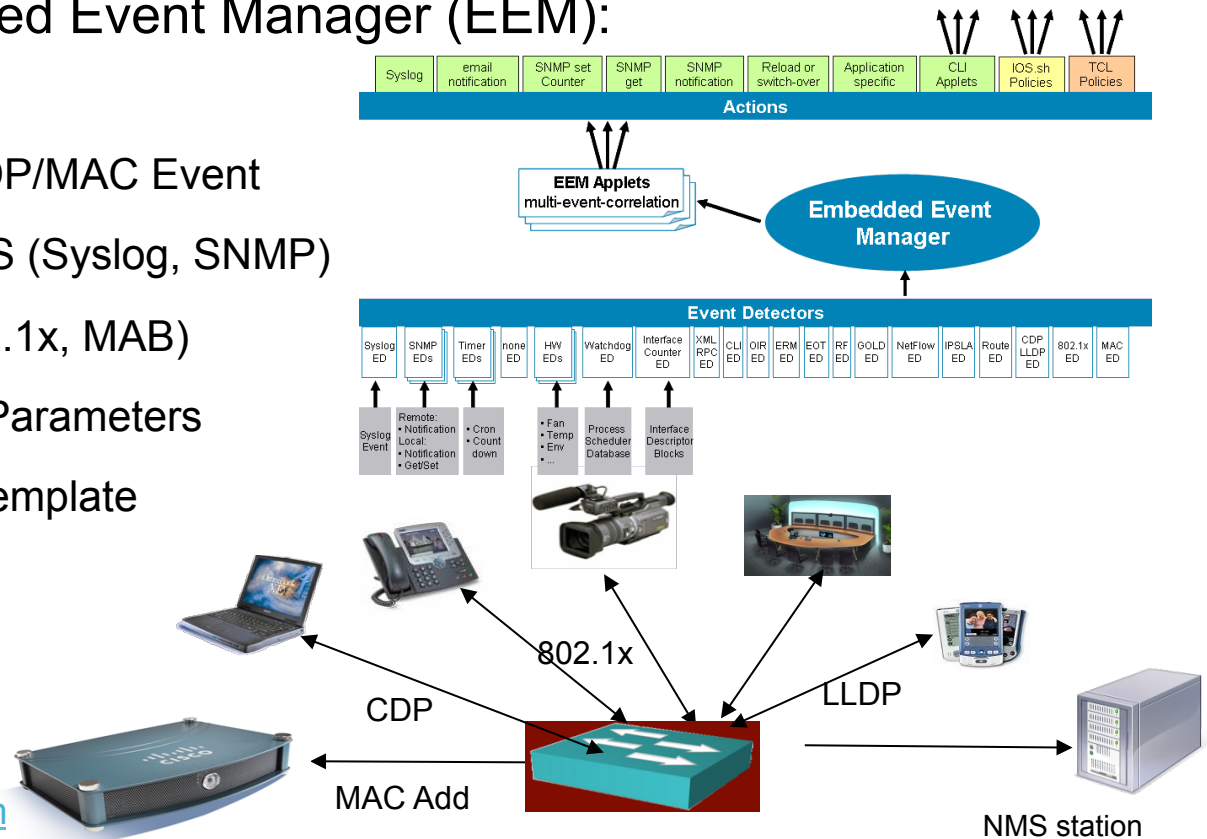 ed Event Manager (EEM):
DP/MAC Event
S (Syslog, SNMP)
.1x, MAB)
Parameters
emplate
Syslog
email
notification
SNMP set
Counter
SNMP
get
SNMP
notification
Reload or
switch-over
Application
specific
CLI
Applets
IOS.sh
Policies
TCL
Policies
Actions
EEM Applets
multi-event-correlation
Embedded Event
Manager
Event Detectors
Syslog
ED
SNMP
EDs
Timer
EDs
none
ED
HW
EDs
Watchdog
ED
Interface
Counter
ED
XML
RPC
ED
CLI
ED
OIR
ED
ERM
ED
EOT
ED
RF
ED
GOLD
ED
NetFlow
ED
IPSLA
ED
Route
ED
CDP
LLDP
ED
802.1x
ED
MAC
ED
Syslog
Event
Remote:
▪ Notification
Local:
▪ Notification
▪ Get/Set
▪ Cron
▪ Count
down
▪ Fan
▪ Temp
▪ Env
▪ ...
Process
Scheduler
Database
Interface
Descriptor
Blocks
802.1x
CDP
LLDP
MAC Add
CISCO
NMS station